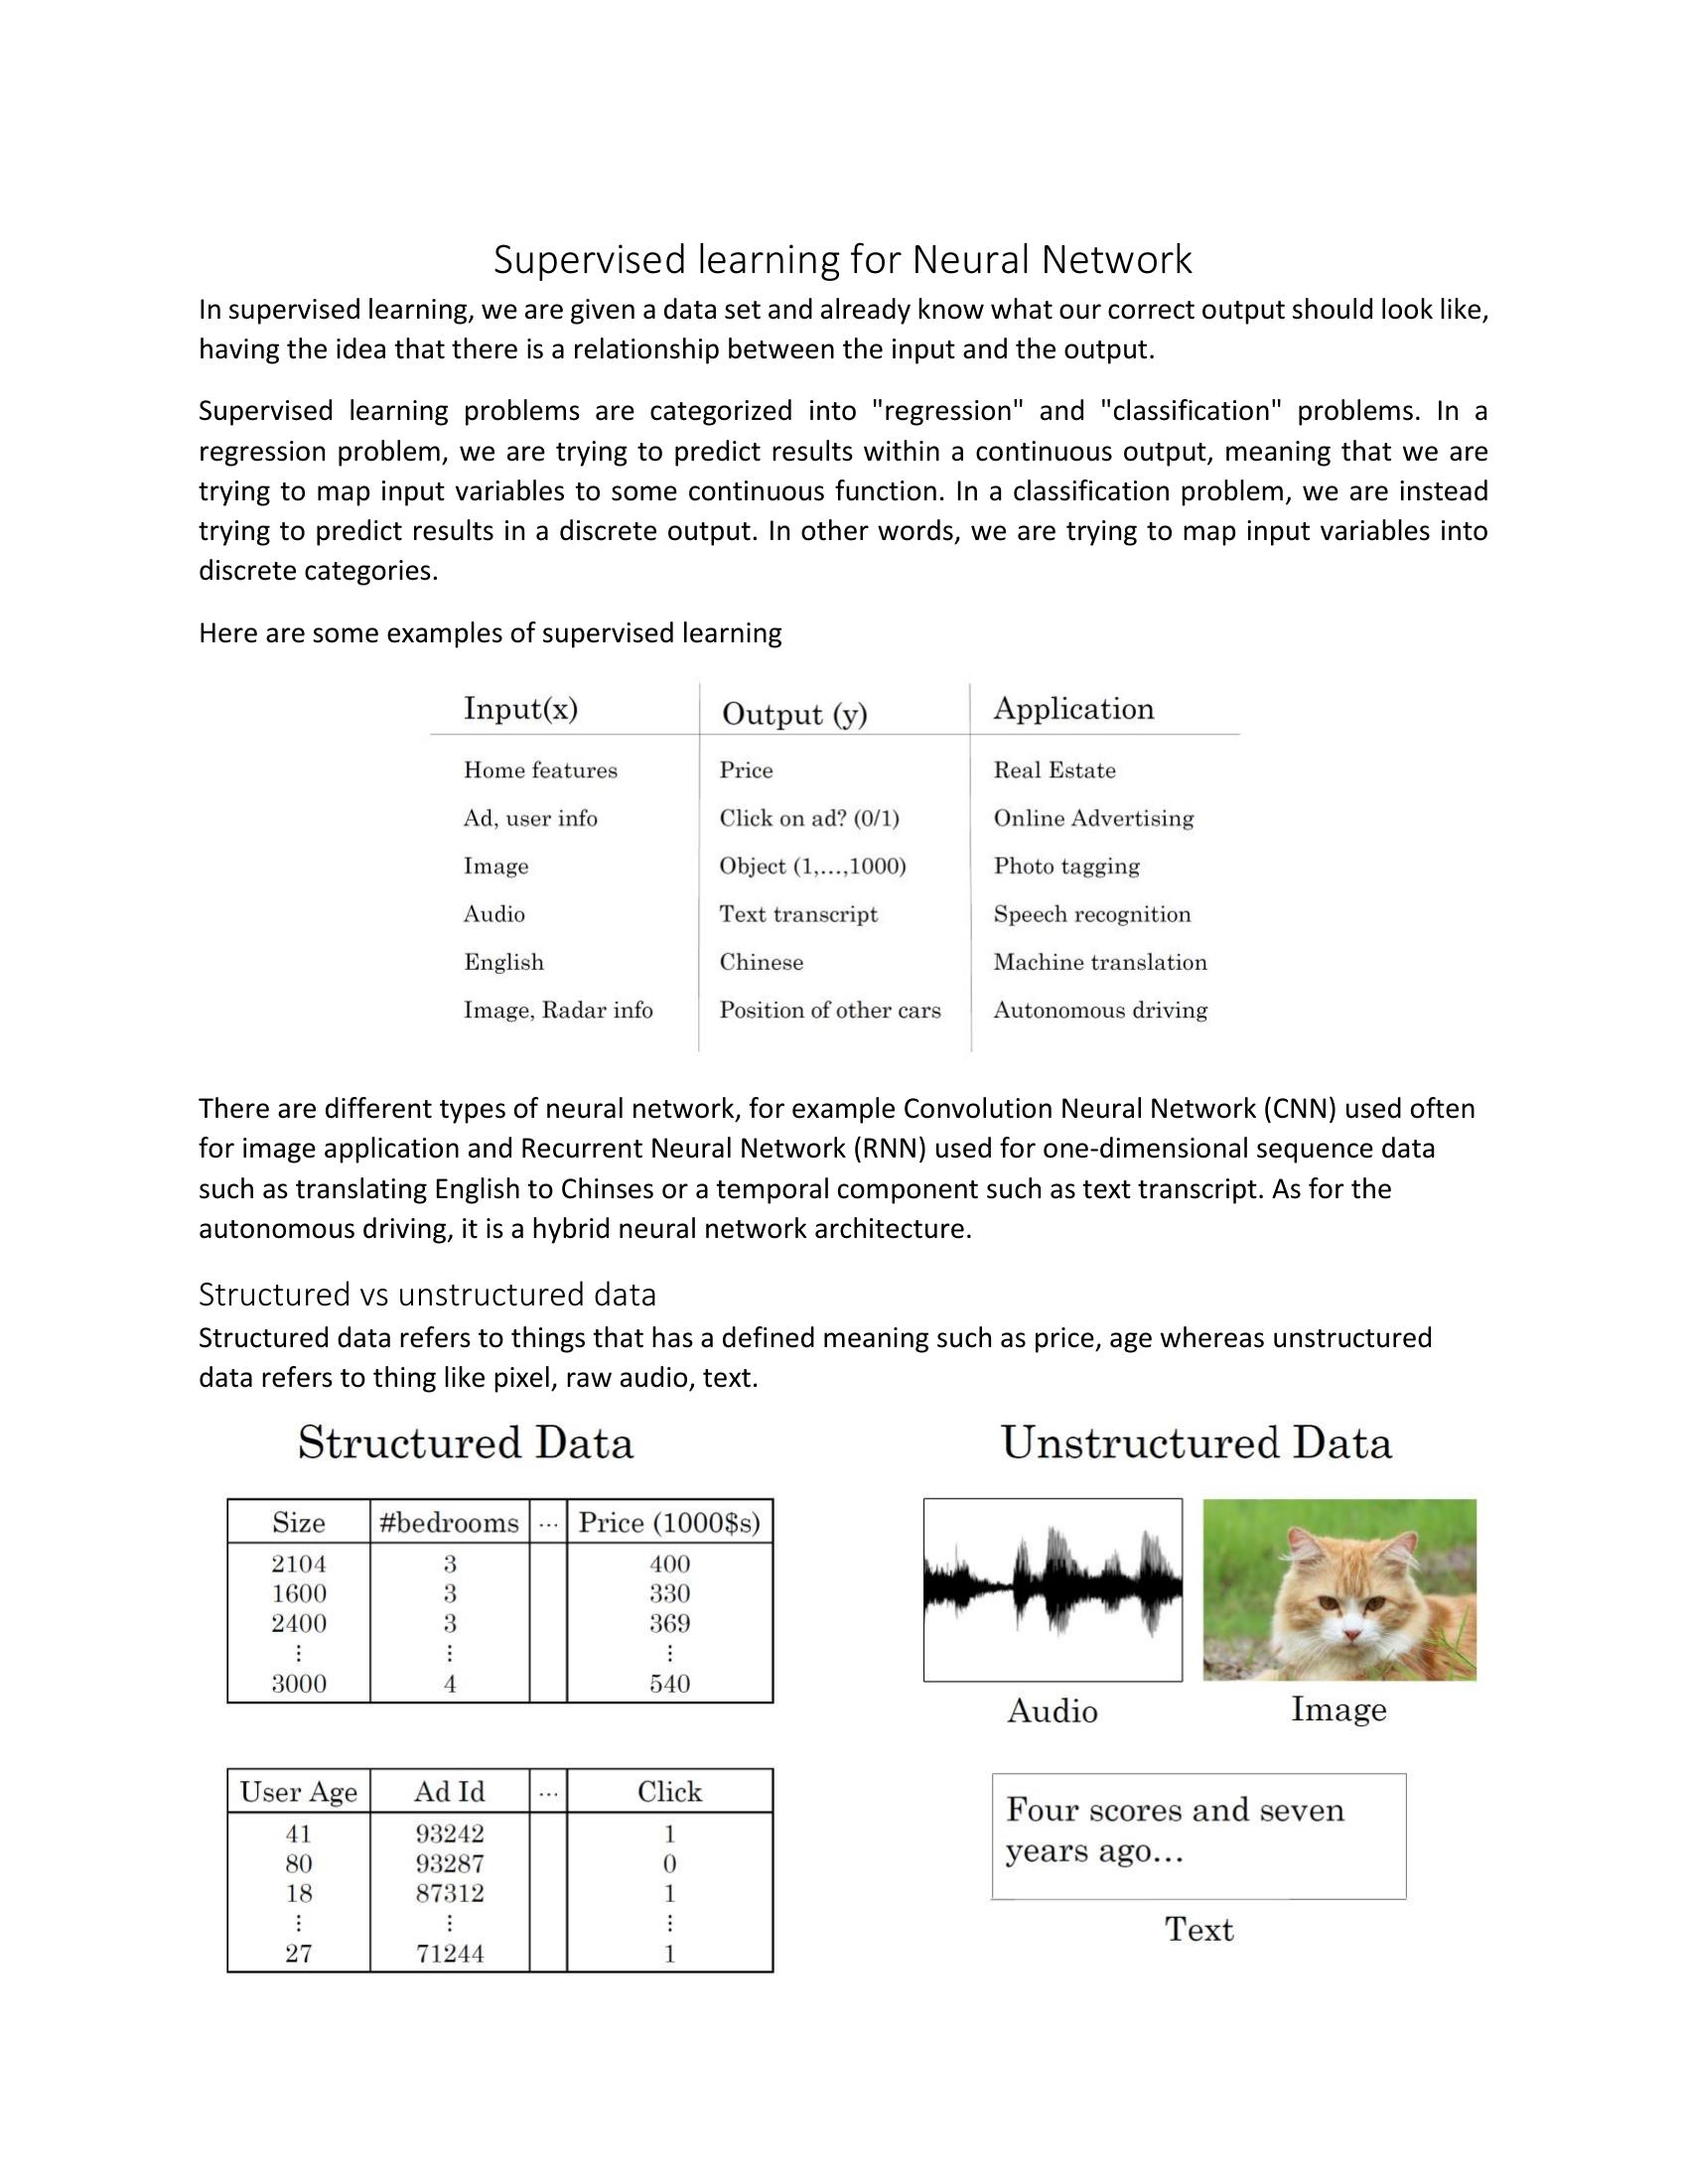 Supervised learning for Neural Network
In supervised learning, we are given a data set and already know what our correct output should look like,
having the idea that there is a relationship between the input and the output.
Supervised learning problems are categorized into "regression" and "classification" problems. In a
regression problem, we are trying to predict results within a continuous output, meaning that we are
trying to map input variables to some continuous function. In a classification problem, we are instead
trying to predict results in a discrete output. In other words, we are trying to map input variables into
discrete categories.
Here are some examples of supervised learning
Input(x) Output (y) Application
Home features Price Real Estate
Ad, user info Click on ad? (0/1) Online Advertising
Image Object (1,...,1000) Photo tagging
Audio Text transcript Speech recognition
English Chinese Machine translation
Image, Radar info Position of other cars Autonomous driving
There are different types of neural network, for example Convolution Neural Network (CNN) used often
for image application and Recurrent Neural Network (RNN) used for one-dimensional sequence data
such as translating English to Chinses or a temporal component such as text transcript. As for the
autonomous driving, it is a hybrid neural network architecture.
Structured vs unstructured data
Structured data refers to things that has a defined meaning such as price, age whereas unstructured
data refers to thing like pixel, raw audio, text.
Structured Data
Size #bedrooms ... Price (1000$s)
2104 3 400
1600 3 330
2400 3 369
⋮ ⋮ ⋮
3000 4 540
User Age Ad Id ... Click
41 93242 1
80 93287 0
18 87312 1
⋮ ⋮ ⋮
27 71244 1
Unstructured Data
Audio Image
Four scores and seven
years ago...
Text